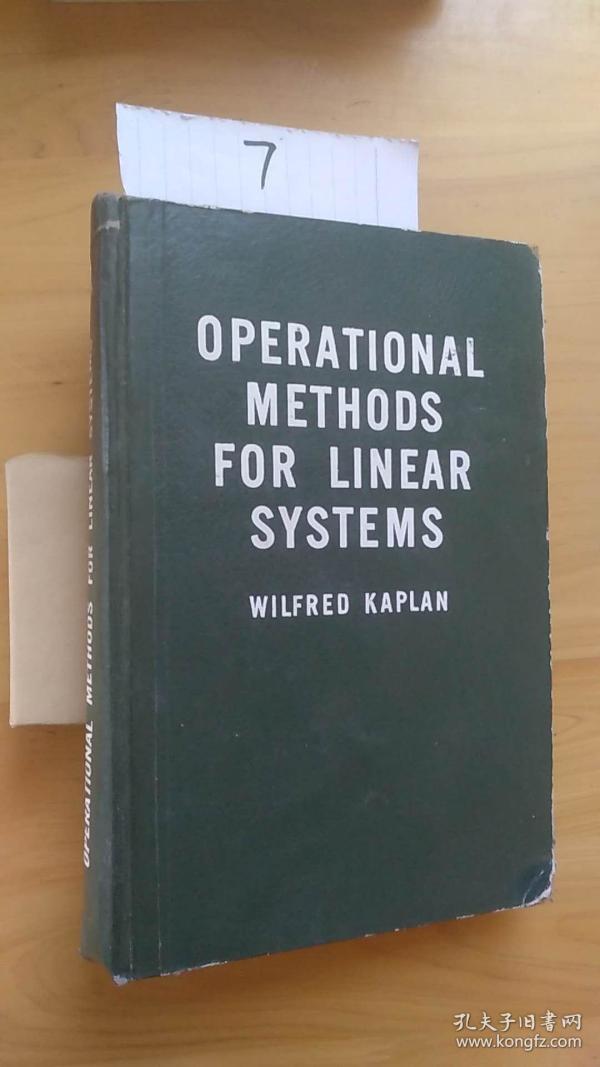 7
OPERATIONAL
METHODS
FOR LINEAR
SYSTEMS
WILFRED KAPLAN
OPERATIONAL METHODS FOR LINEAR SYSTEMS
孔夫子旧书网
www.kongfz.com